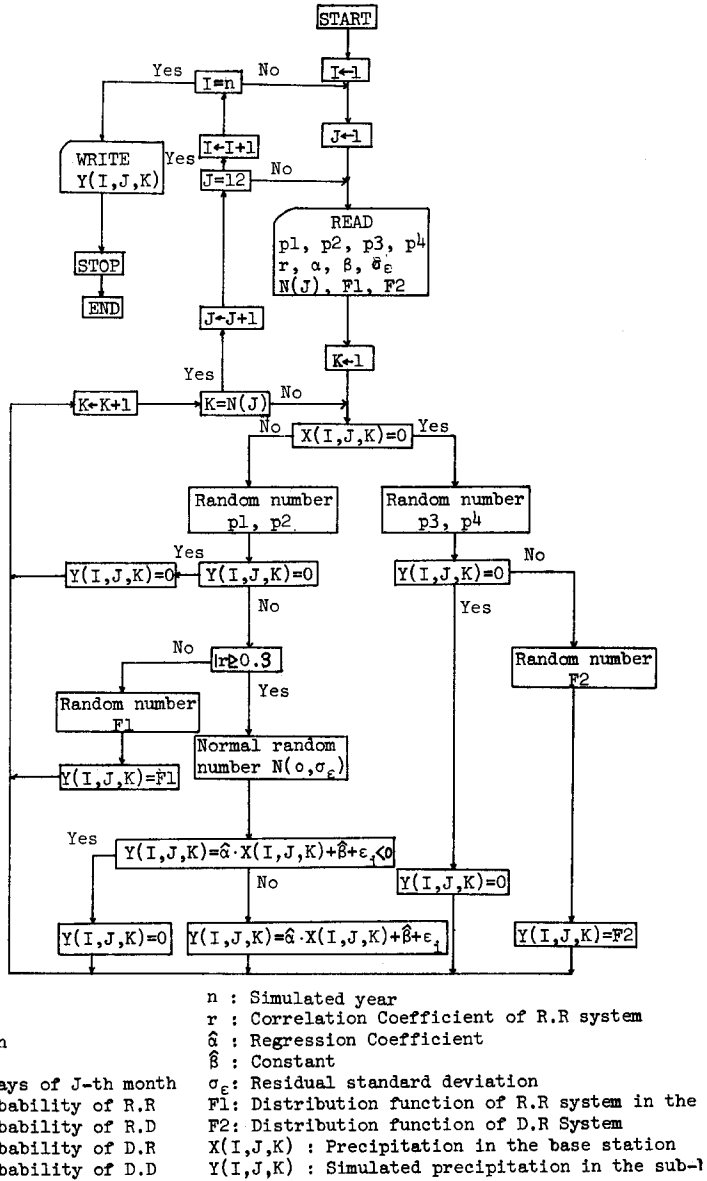 START
I←1
Yes
I=n
No
J←1
I←I+1
WRITE
Y(I,J,K)
Yes
J=12
No
READ
p1, p2, p3, p4
r, α, β, σ̂ε
N(J), F1, F2
STOP
END
J←J+1
K←1
Yes
K←K+1
K=N(J)
No
No
X(I,J,K)=0
Yes
Random number
p1, p2
Random number
p3, p4
Yes
Y(I,J,K)=0
Y(I,J,K)=0
Y(I,J,K)=0
No
No
Yes
No
|r|≥0.3
Random number
F2
Yes
Random number
F1
Normal random
number N(o,σε)
Y(I,J,K)=F1
Yes
Y(I,J,K)=α̂·X(I,J,K)+β̂+εi<0
No
Y(I,J,K)=0
Y(I,J,K)=0
Y(I,J,K)=α̂·X(I,J,K)+β̂+εi
Y(I,J,K)=F2
n : Simulated year
r : Correlation Coefficient of R.R system
α̂ : Regression Coefficient
β̂ : Constant
ays of J-th month σε: Residual standard deviation
bability of R.R F1: Distribution function of R.R system in the
bability of R.D F2: Distribution function of D.R System
bability of D.R X(I,J,K) : Precipitation in the base station
bability of D.D Y(I,J,K) : Simulated precipitation in the sub-